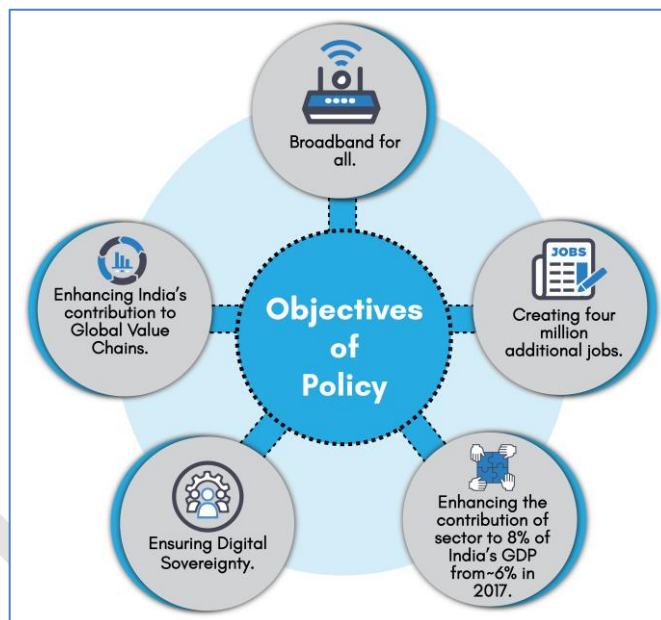 Broadband for
all.
JOBS
Creating four
million
additional jobs.
Enhancing the
contribution of
sector to 8% of
India's GDP
from~6% in
2017.
Ensuring Digital
Sovereignty.
Enhancing India's
contribution to
Global Value
Chains.
Objectives
of
Policy